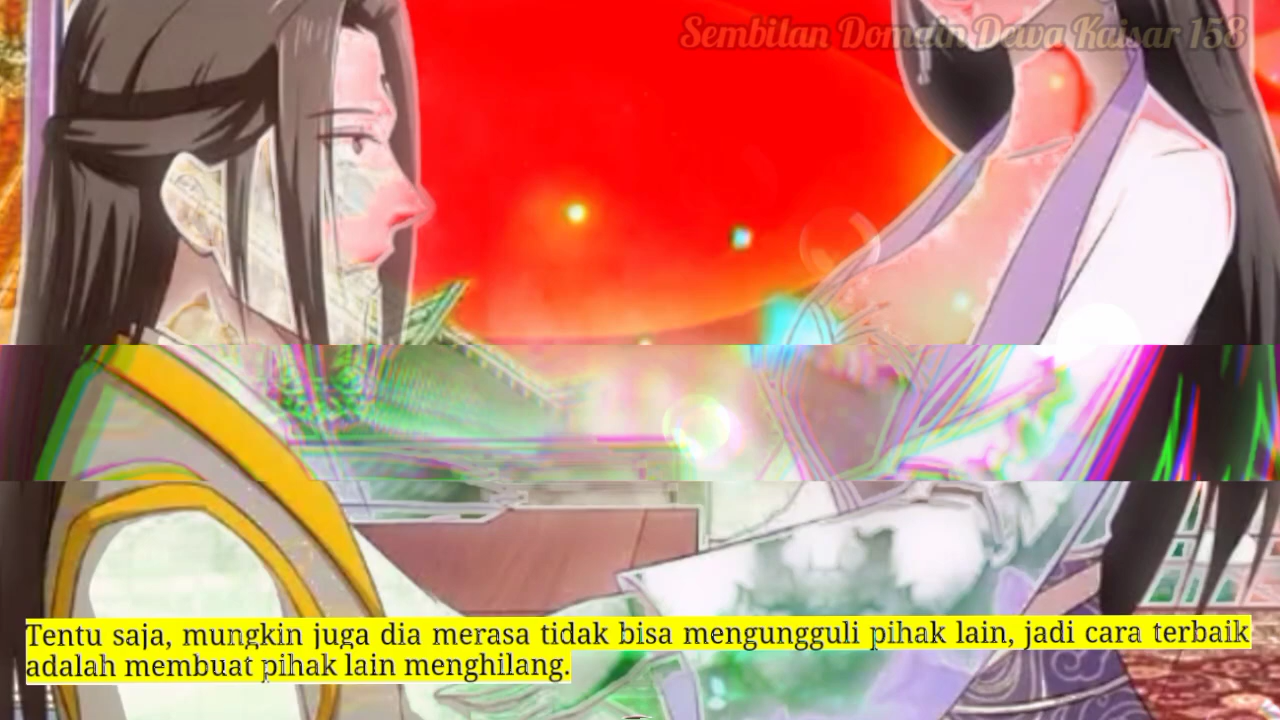 Sembilan Domain Dewa Kaisar 158
Tentu saja, mungkin juga dia merasa tidak bisa mengungguli pihak lain, jadi cara terbaik
adalah membuat pihak lain menghilang.